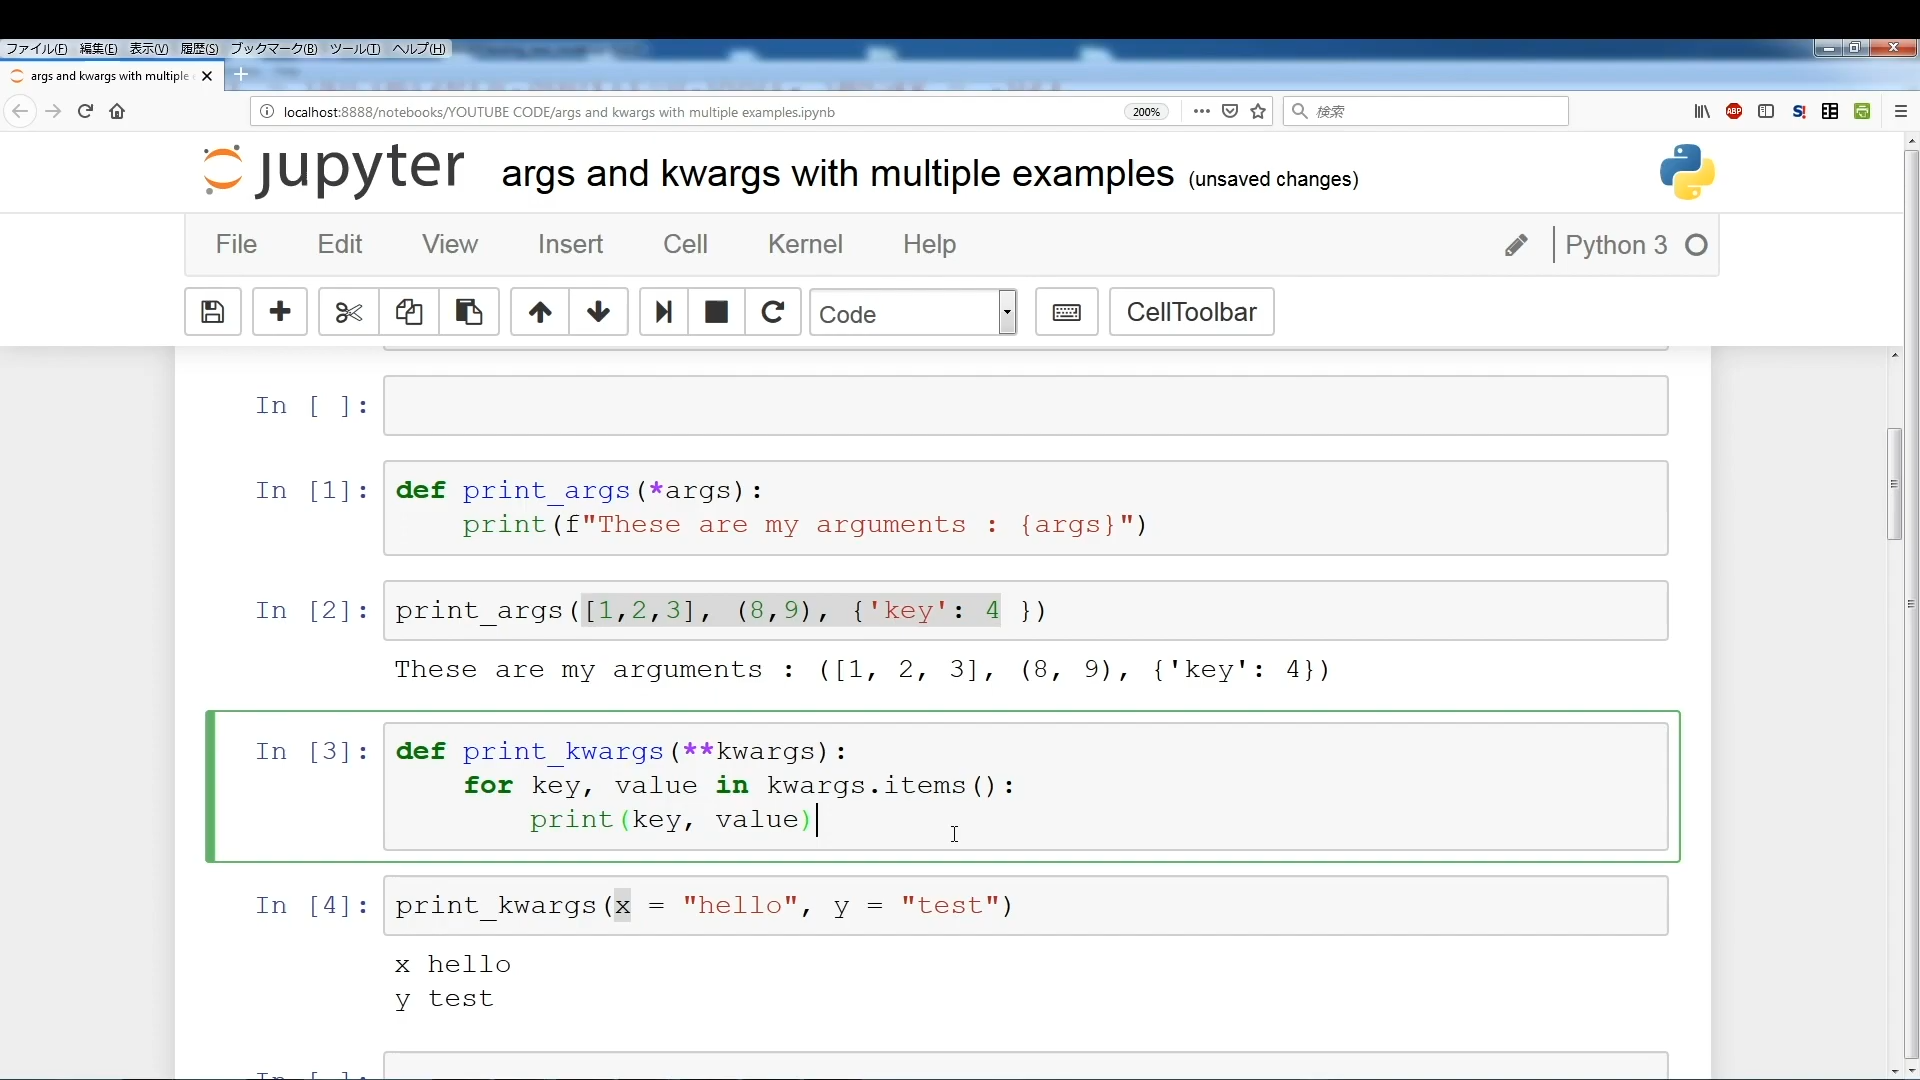 ファイル(F) 編集(E) 表示(V) 履歴(S) ブックマーク(B) ツール(T) ヘルプ(H)
args and kwargs with multiple
localhost:8888/notebooks/YOUTUBE CODE/args and kwargs with multiple examples.ipynb 200% 検索
ABP S!
jupyter args and kwargs with multiple examples (unsaved changes)
File Edit View Insert Cell Kernel Help Python 3
Code CellToolbar
In [ ]:
In [1]: def print_args(*args):
print(f"These are my arguments : {args}")
In [2]: print_args([1,2,3], (8,9), {'key': 4 })
These are my arguments : ([1, 2, 3], (8, 9), {'key': 4})
In [3]: def print_kwargs(**kwargs):
for key, value in kwargs.items():
print(key, value)
In [4]: print_kwargs(x = "hello", y = "test")
x hello
y test
In [ ]: